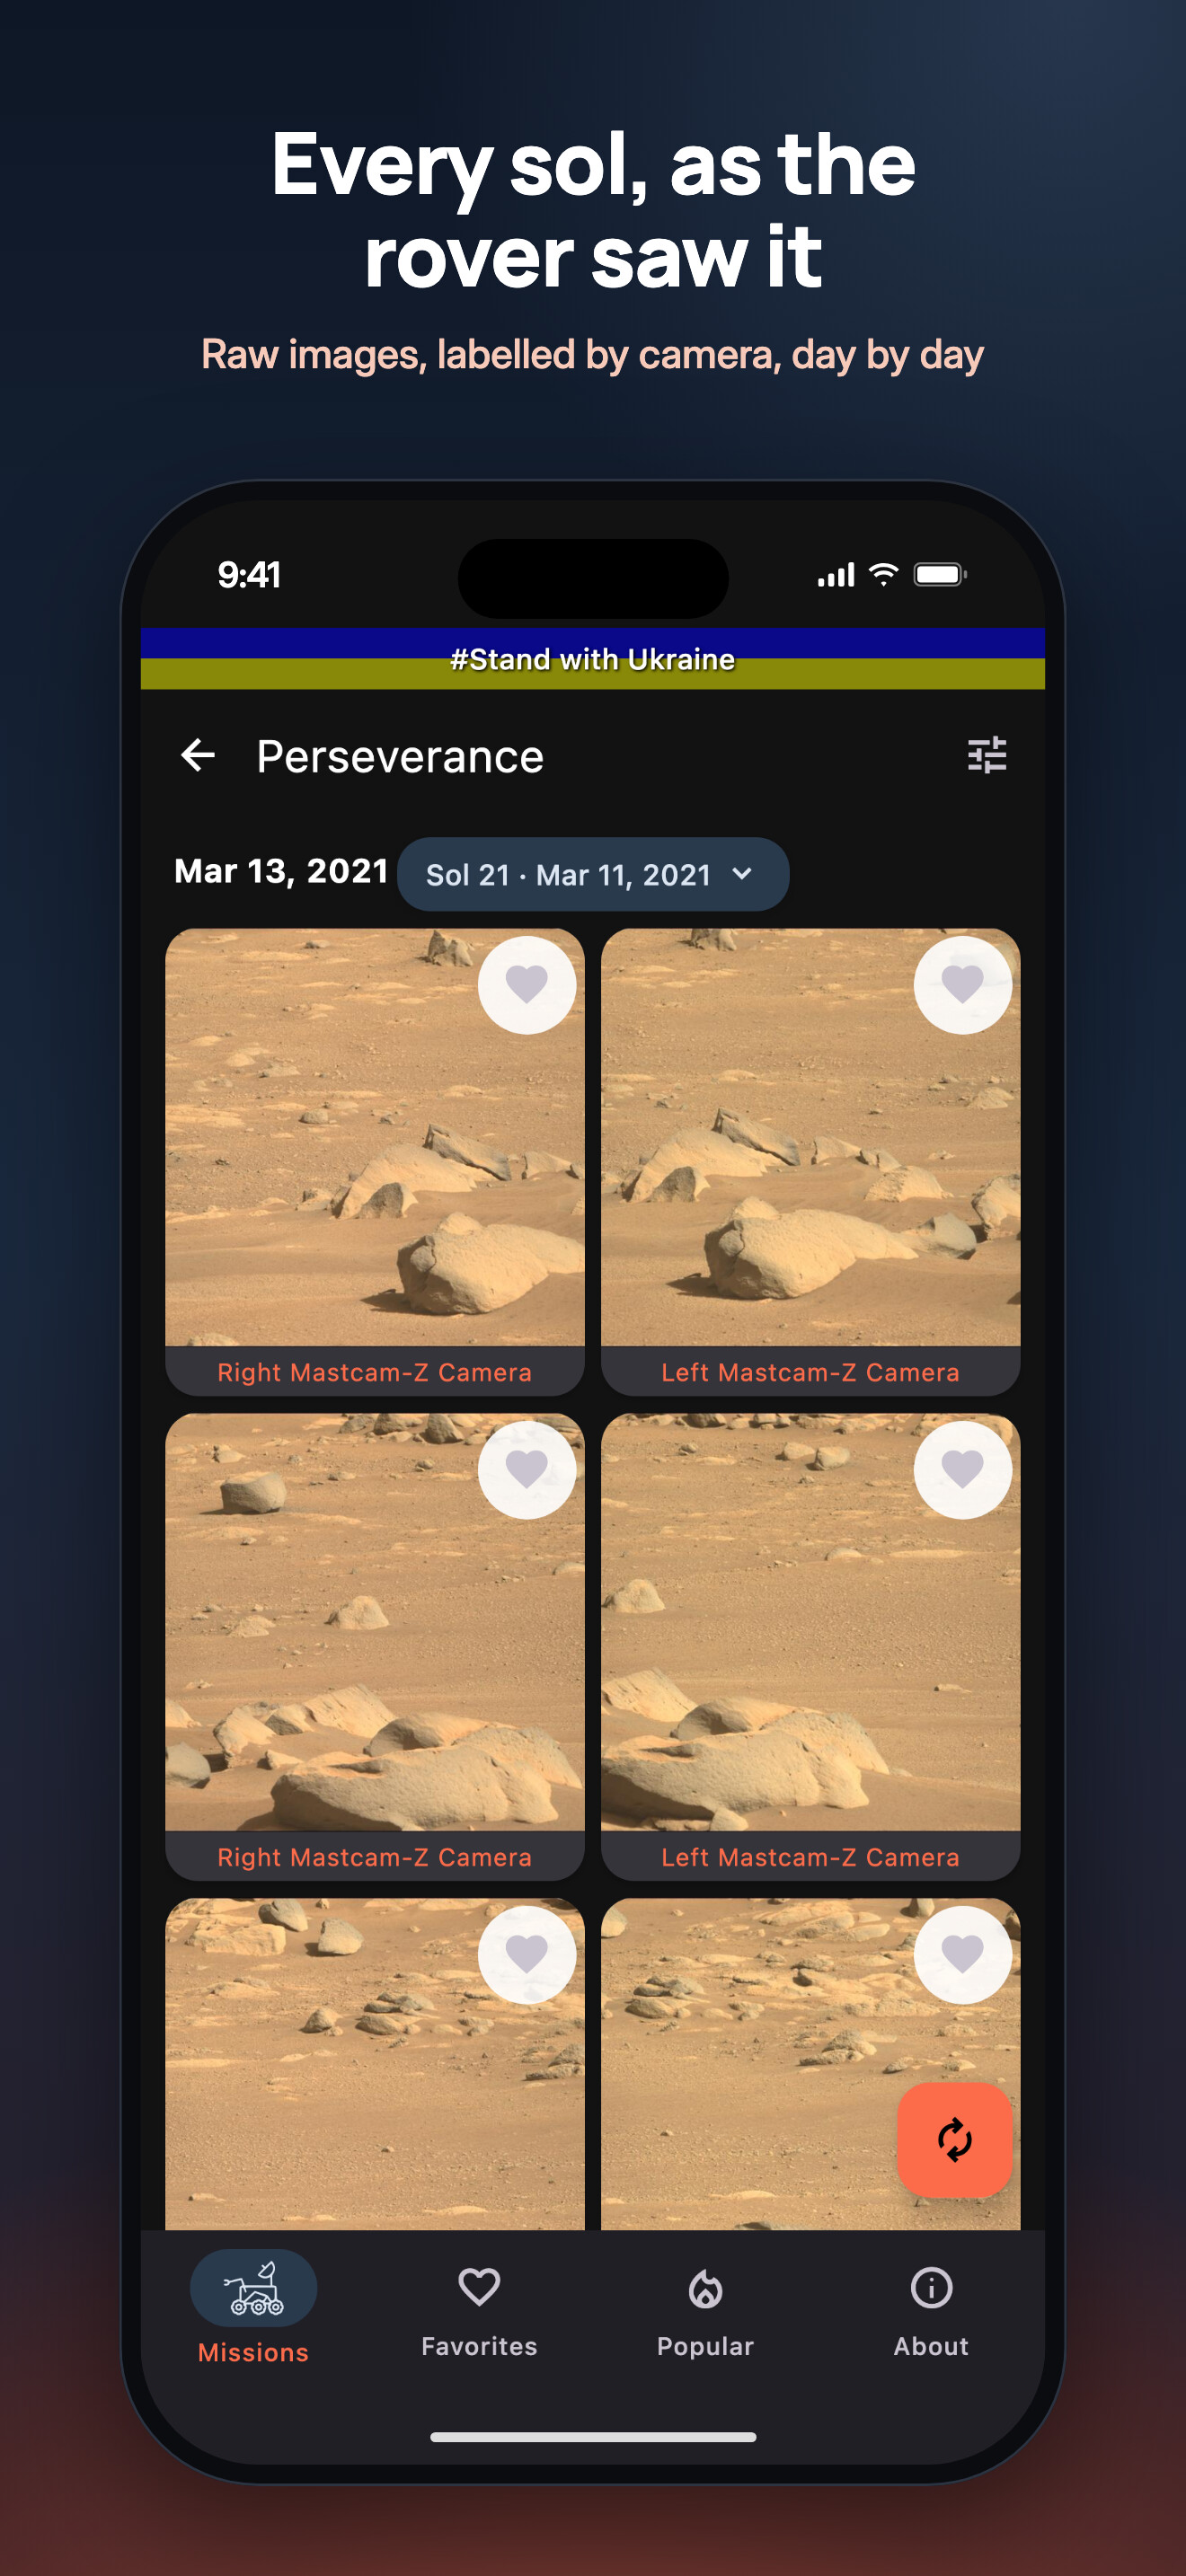 Every sol, as the
rover saw it
Raw images, labelled by camera, day by day
9:41
#Stand with Ukraine
Perseverance
Mar 13, 2021
Sol 21 · Mar 11, 2021
Right Mastcam-Z Camera
Left Mastcam-Z Camera
Right Mastcam-Z Camera
Left Mastcam-Z Camera
Missions
Favorites
Popular
About